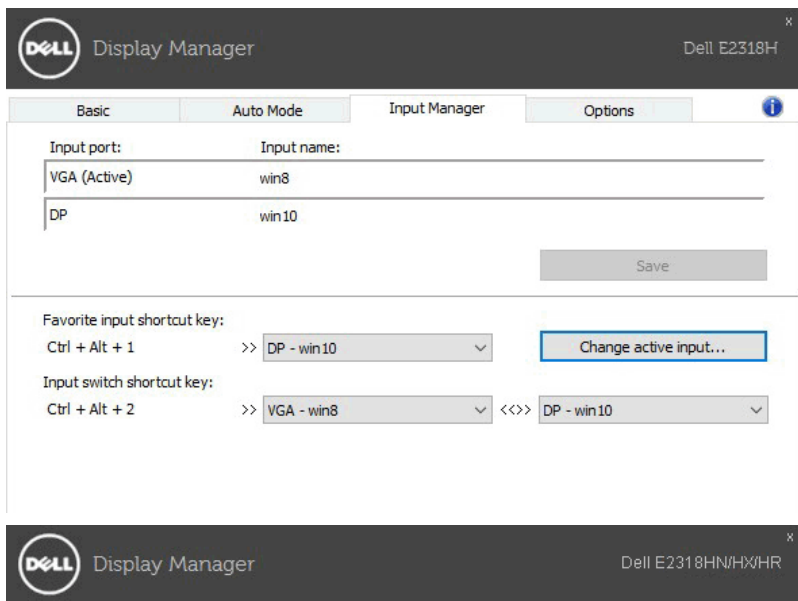 x
DELL Display Manager Dell E2318H
Basic Auto Mode Input Manager Options i
Input port: Input name:
VGA (Active) win8
DP win10
Save
Favorite input shortcut key:
Ctrl + Alt + 1 >> DP - win10 Change active input...
Input switch shortcut key:
Ctrl + Alt + 2 >> VGA - win8 <<>> DP - win10
x
DELL Display Manager Dell E2318HN/HX/HR